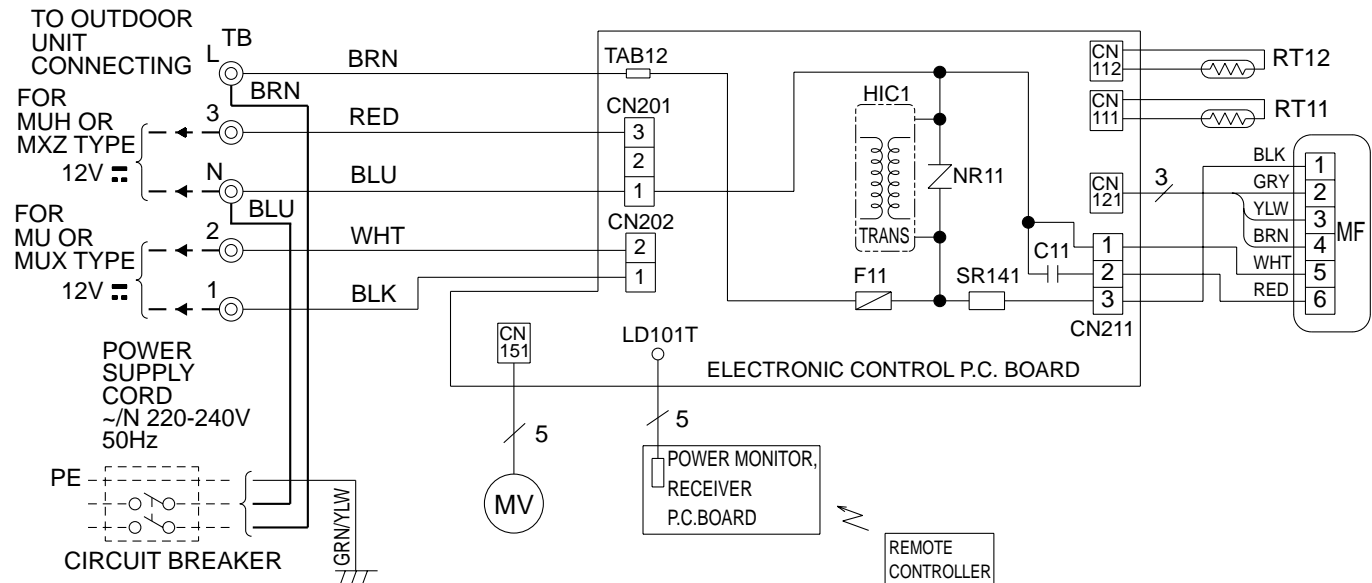 TO OUTDOOR
UNIT
CONNECTING
TB
L
BRN
BRN
TAB12
FOR
MUH OR
MXZ TYPE
12V
3
RED
CN201
3
2
1
N
BLU
BLU
FOR
MU OR
MUX TYPE
12V
2
WHT
CN202
2
1
1
BLK
HIC1
TRANS
NR11
F11
SR141
C11
1
2
3
CN211
CN
112
RT12
CN
111
RT11
CN
121
3
BLK
GRY
YLW
BRN
WHT
RED
1
2
3
4
5
6
MF
CN
151
LD101T
ELECTRONIC CONTROL P.C. BOARD
POWER
SUPPLY
CORD
~/N 220-240V
50Hz
PE
CIRCUIT BREAKER
GRN/YLW
5
MV
5
POWER MONITOR,
RECEIVER
P.C.BOARD
REMOTE
CONTROLLER